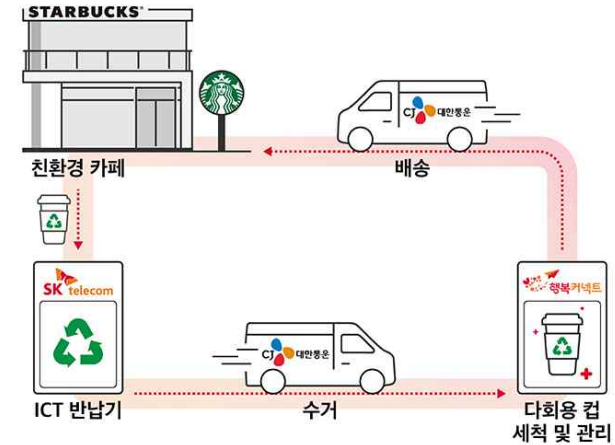 STARBUCKS
CJ 대한통운
친환경 카페
배송
SK telecom
행복커넥트
CJ 대한통운
ICT 반납기
수거
다회용 컵
세척 및 관리